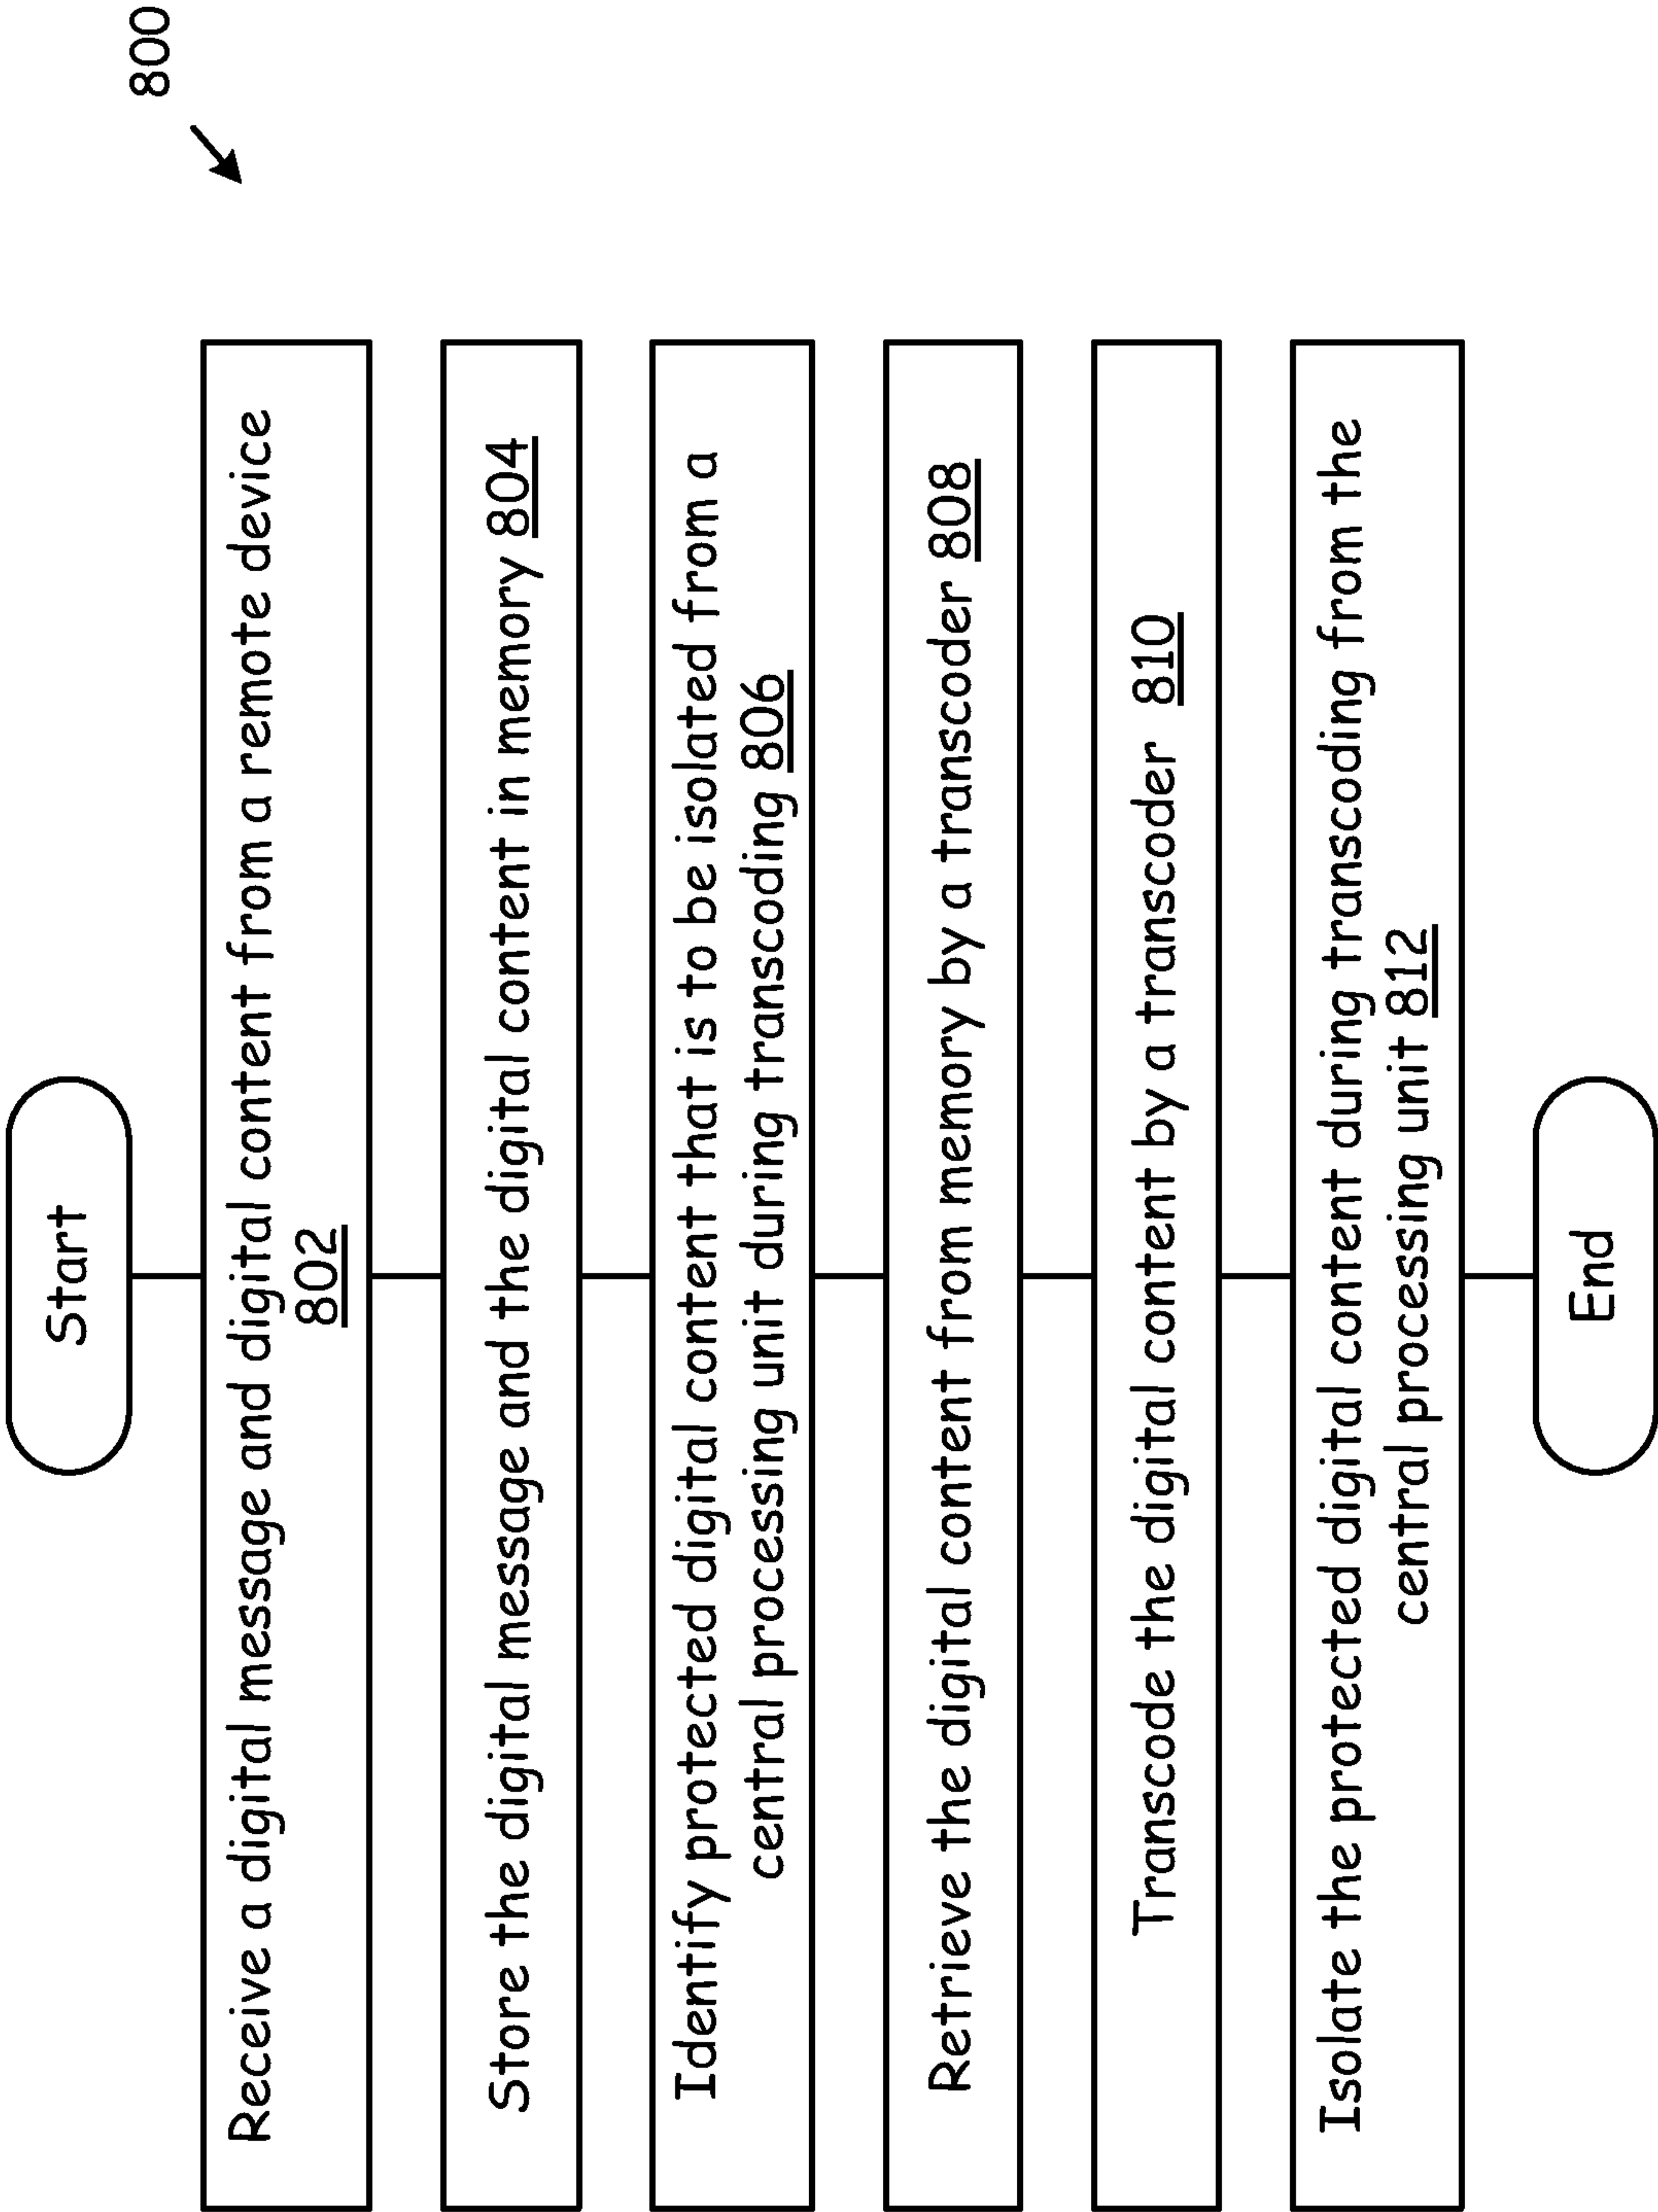 800
Start
Receive a digital message and digital content from a remote device
802
Store the digital message and the digital content in memory 804
Identify protected digital content that is to be isolated from a
central processing unit during transcoding 806
Retrieve the digital content from memory by a transcoder 808
Transcode the digital content by a transcoder 810
Isolate the protected digital content during transcoding from the
central processing unit 812
End